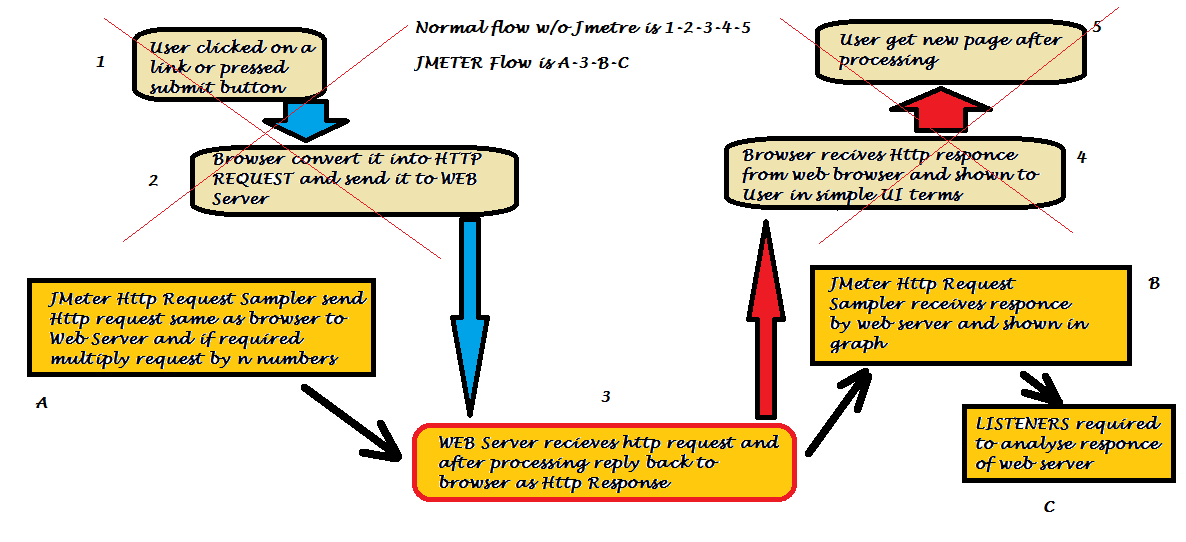 Normal flow w/o Jmetre is 1-2-3-4-5
JMETER Flow is A-3-B-C
1
User clicked on a
link or pressed
submit button
2
Browser convert it into HTTP
REQUEST and send it to WEB
Server
5
User get new page after
processing
4
Browser recives Http responce
from web browser and shown to
User in simple UI terms
JMeter Http Request Sampler send
Http request same as browser to
Web Server and if required
multiply request by n numbers
A
3
WEB Server recieves http request and
after processing reply back to
browser as Http Response
JMeter Http Request
Sampler receives responce
by web server and shown in
graph
B
LISTENERS required
to analyse responce
of web server
C